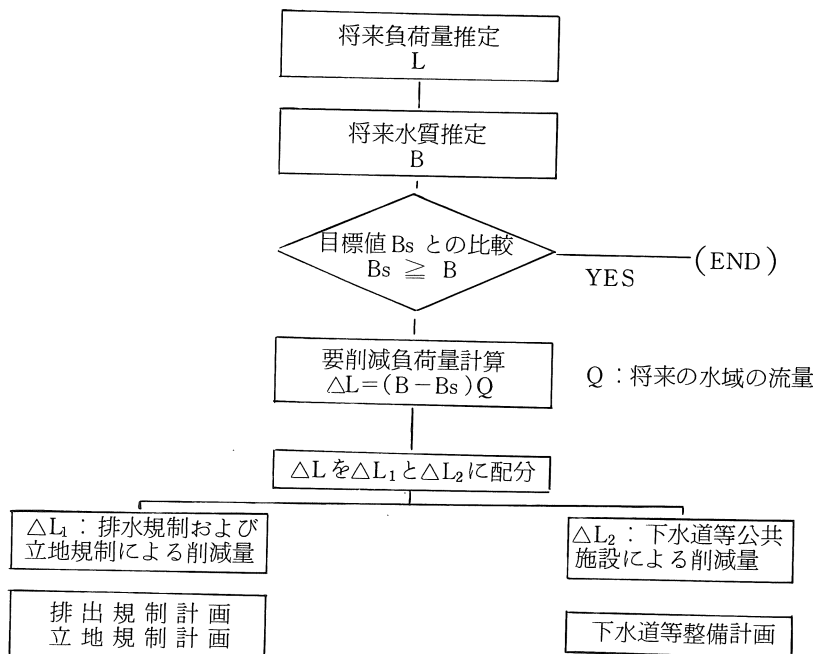 将来負荷量推定
L
将来水質推定
B
目標値Bs との比較
Bs ≧ B
YES
(END)
要削減負荷量計算
△L=(B−Bs)Q
Q：将来の水域の流量
△Lを△L₁と△L₂に配分
△L₁：排水規制および
立地規制による削減量
△L₂：下水道等公共
施設による削減量
排出規制計画
立地規制計画
下水道等整備計画